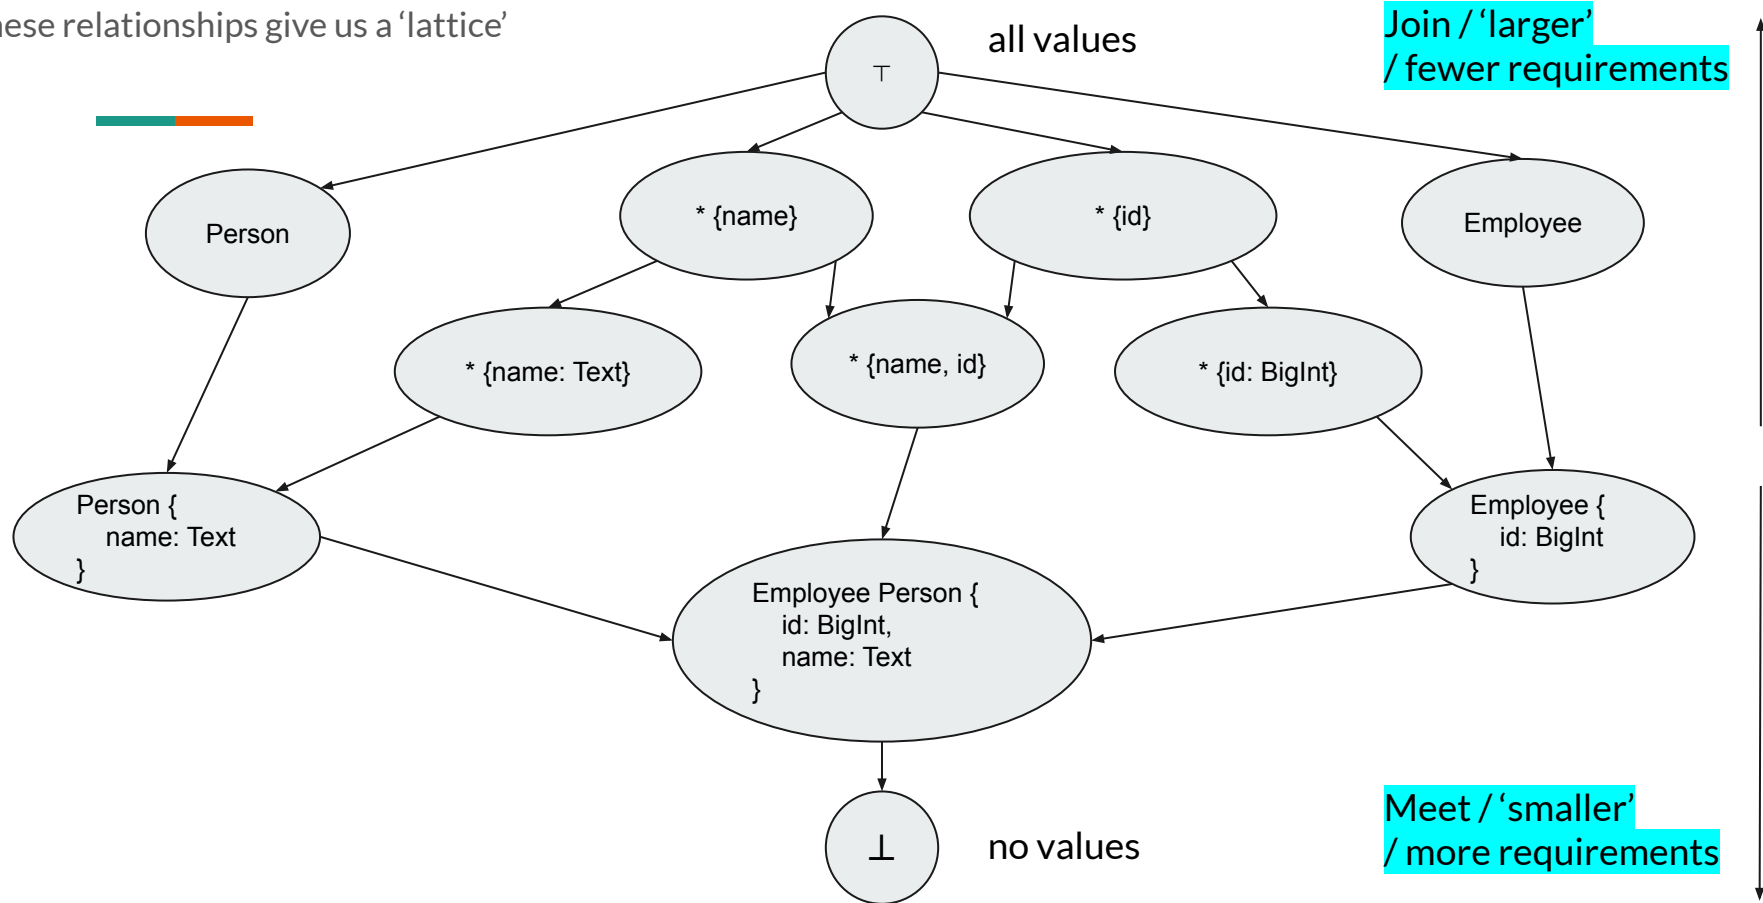 hese relationships give us a ‘lattice’
⊤
all values
Join / ‘larger’
/ fewer requirements
Person
* {name}
* {id}
Employee
* {name: Text}
* {name, id}
* {id: BigInt}
Person {
name: Text
}
Employee Person {
id: BigInt,
name: Text
}
Employee {
id: BigInt
}
⊥
no values
Meet / ‘smaller’
/ more requirements